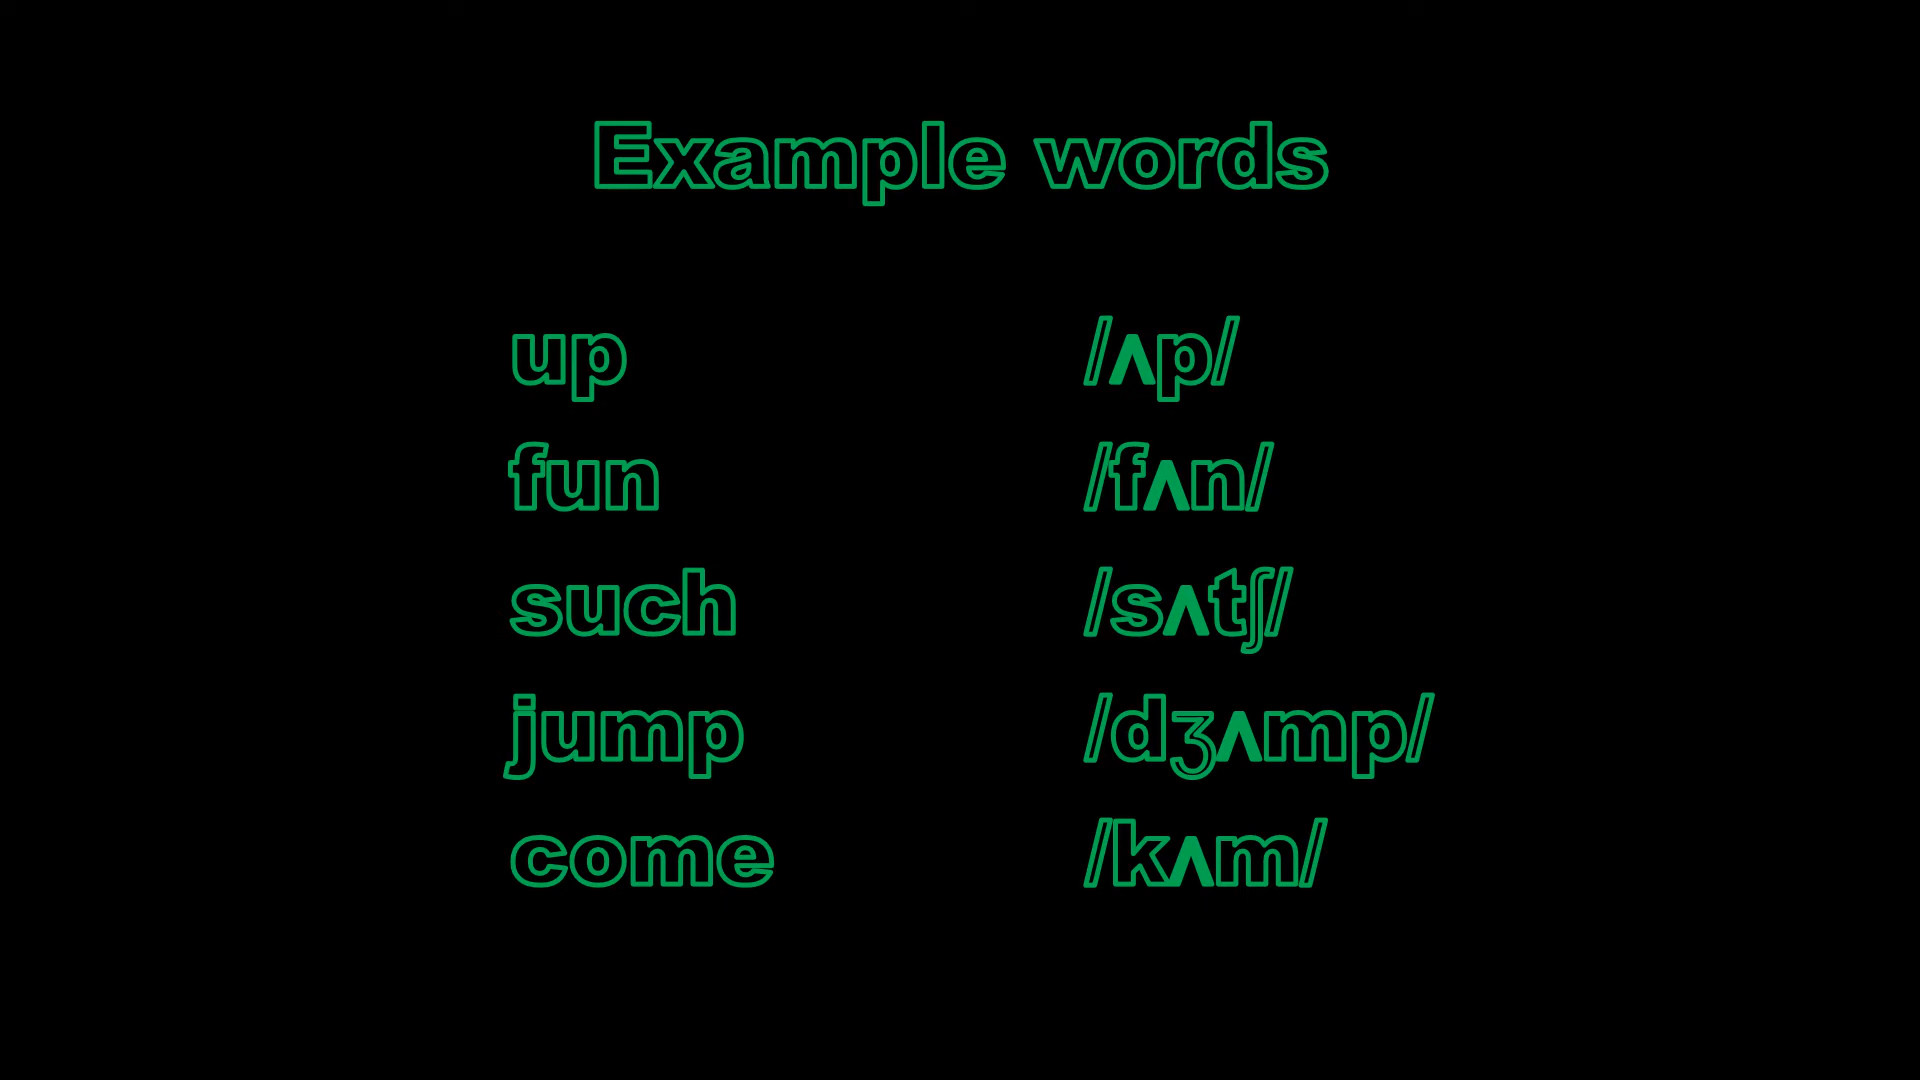 Example words
up /ʌp/
fun /fʌn/
such /sʌtʃ/
jump /dʒʌmp/
come /kʌm/